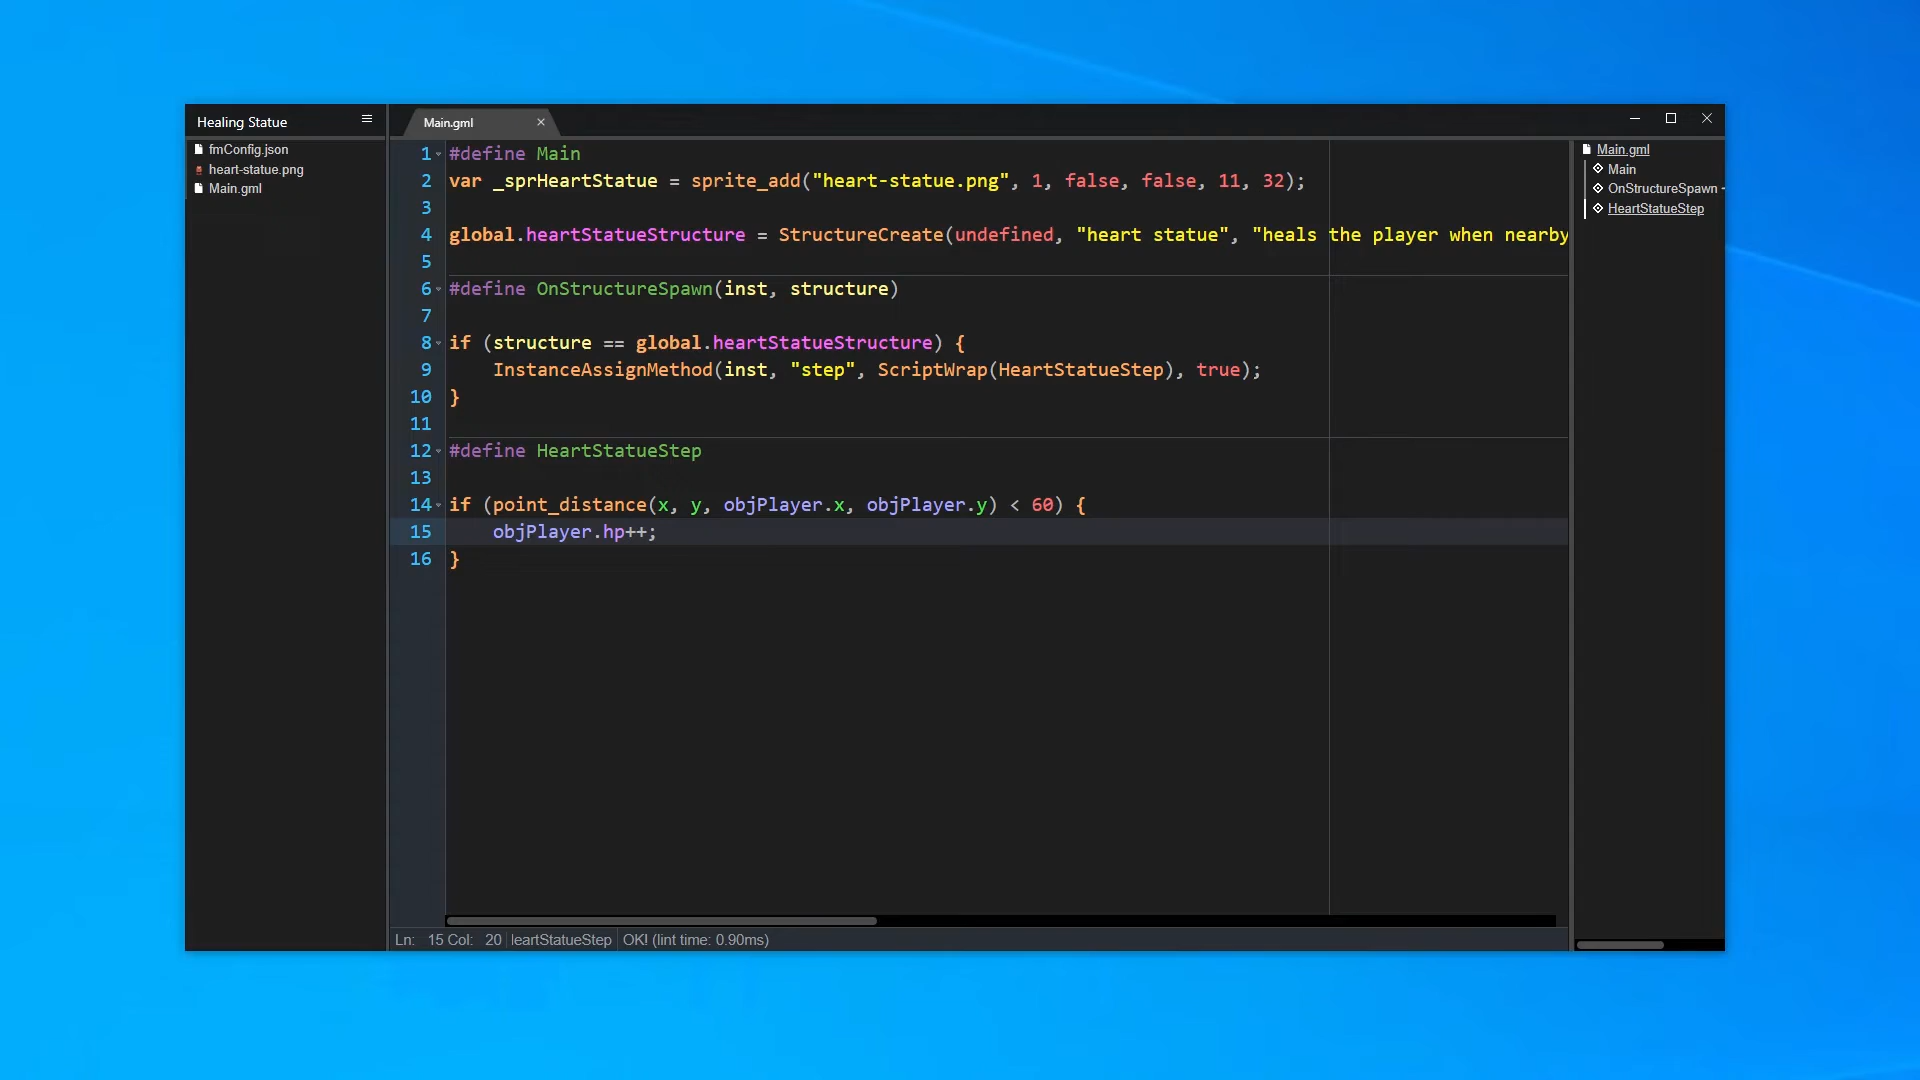 Healing Statue
fmConfig.json
heart-statue.png
Main.gml
Main.gml
1 #define Main
2 var _sprHeartStatue = sprite_add("heart-statue.png", 1, false, false, 11, 32);
3
4 global.heartStatueStructure = StructureCreate(undefined, "heart statue", "heals the player when nearby
5
6 #define OnStructureSpawn(inst, structure)
7
8 if (structure == global.heartStatueStructure) {
9 InstanceAssignMethod(inst, "step", ScriptWrap(HeartStatueStep), true);
10 }
11
12 #define HeartStatueStep
13
14 if (point_distance(x, y, objPlayer.x, objPlayer.y) < 60) {
15 objPlayer.hp++;
16 }
Ln: 15 Col: 20 eartStatueStep OK! (lint time: 0.90ms)
Main.gml
Main
OnStructureSpawn
HeartStatueStep